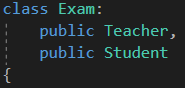 class Exam:
public Teacher,
public Student
{